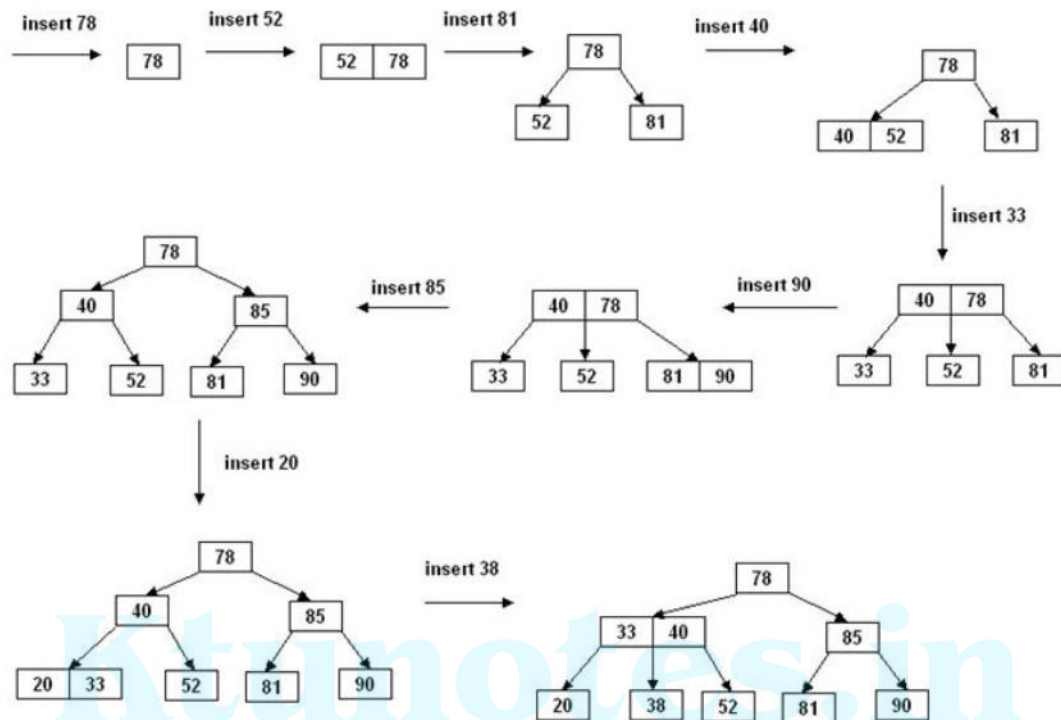 insert 78
78
insert 52
52 78
insert 81
78
52 81
insert 40
78
40 52 81
insert 33
40 78
33 52 81
insert 90
40 78
33 52 81 90
insert 85
78
40 85
33 52 81 90
insert 20
78
40 85
20 33 52 81 90
insert 38
78
33 40 85
20 38 52 81 90
Ktunotes.in